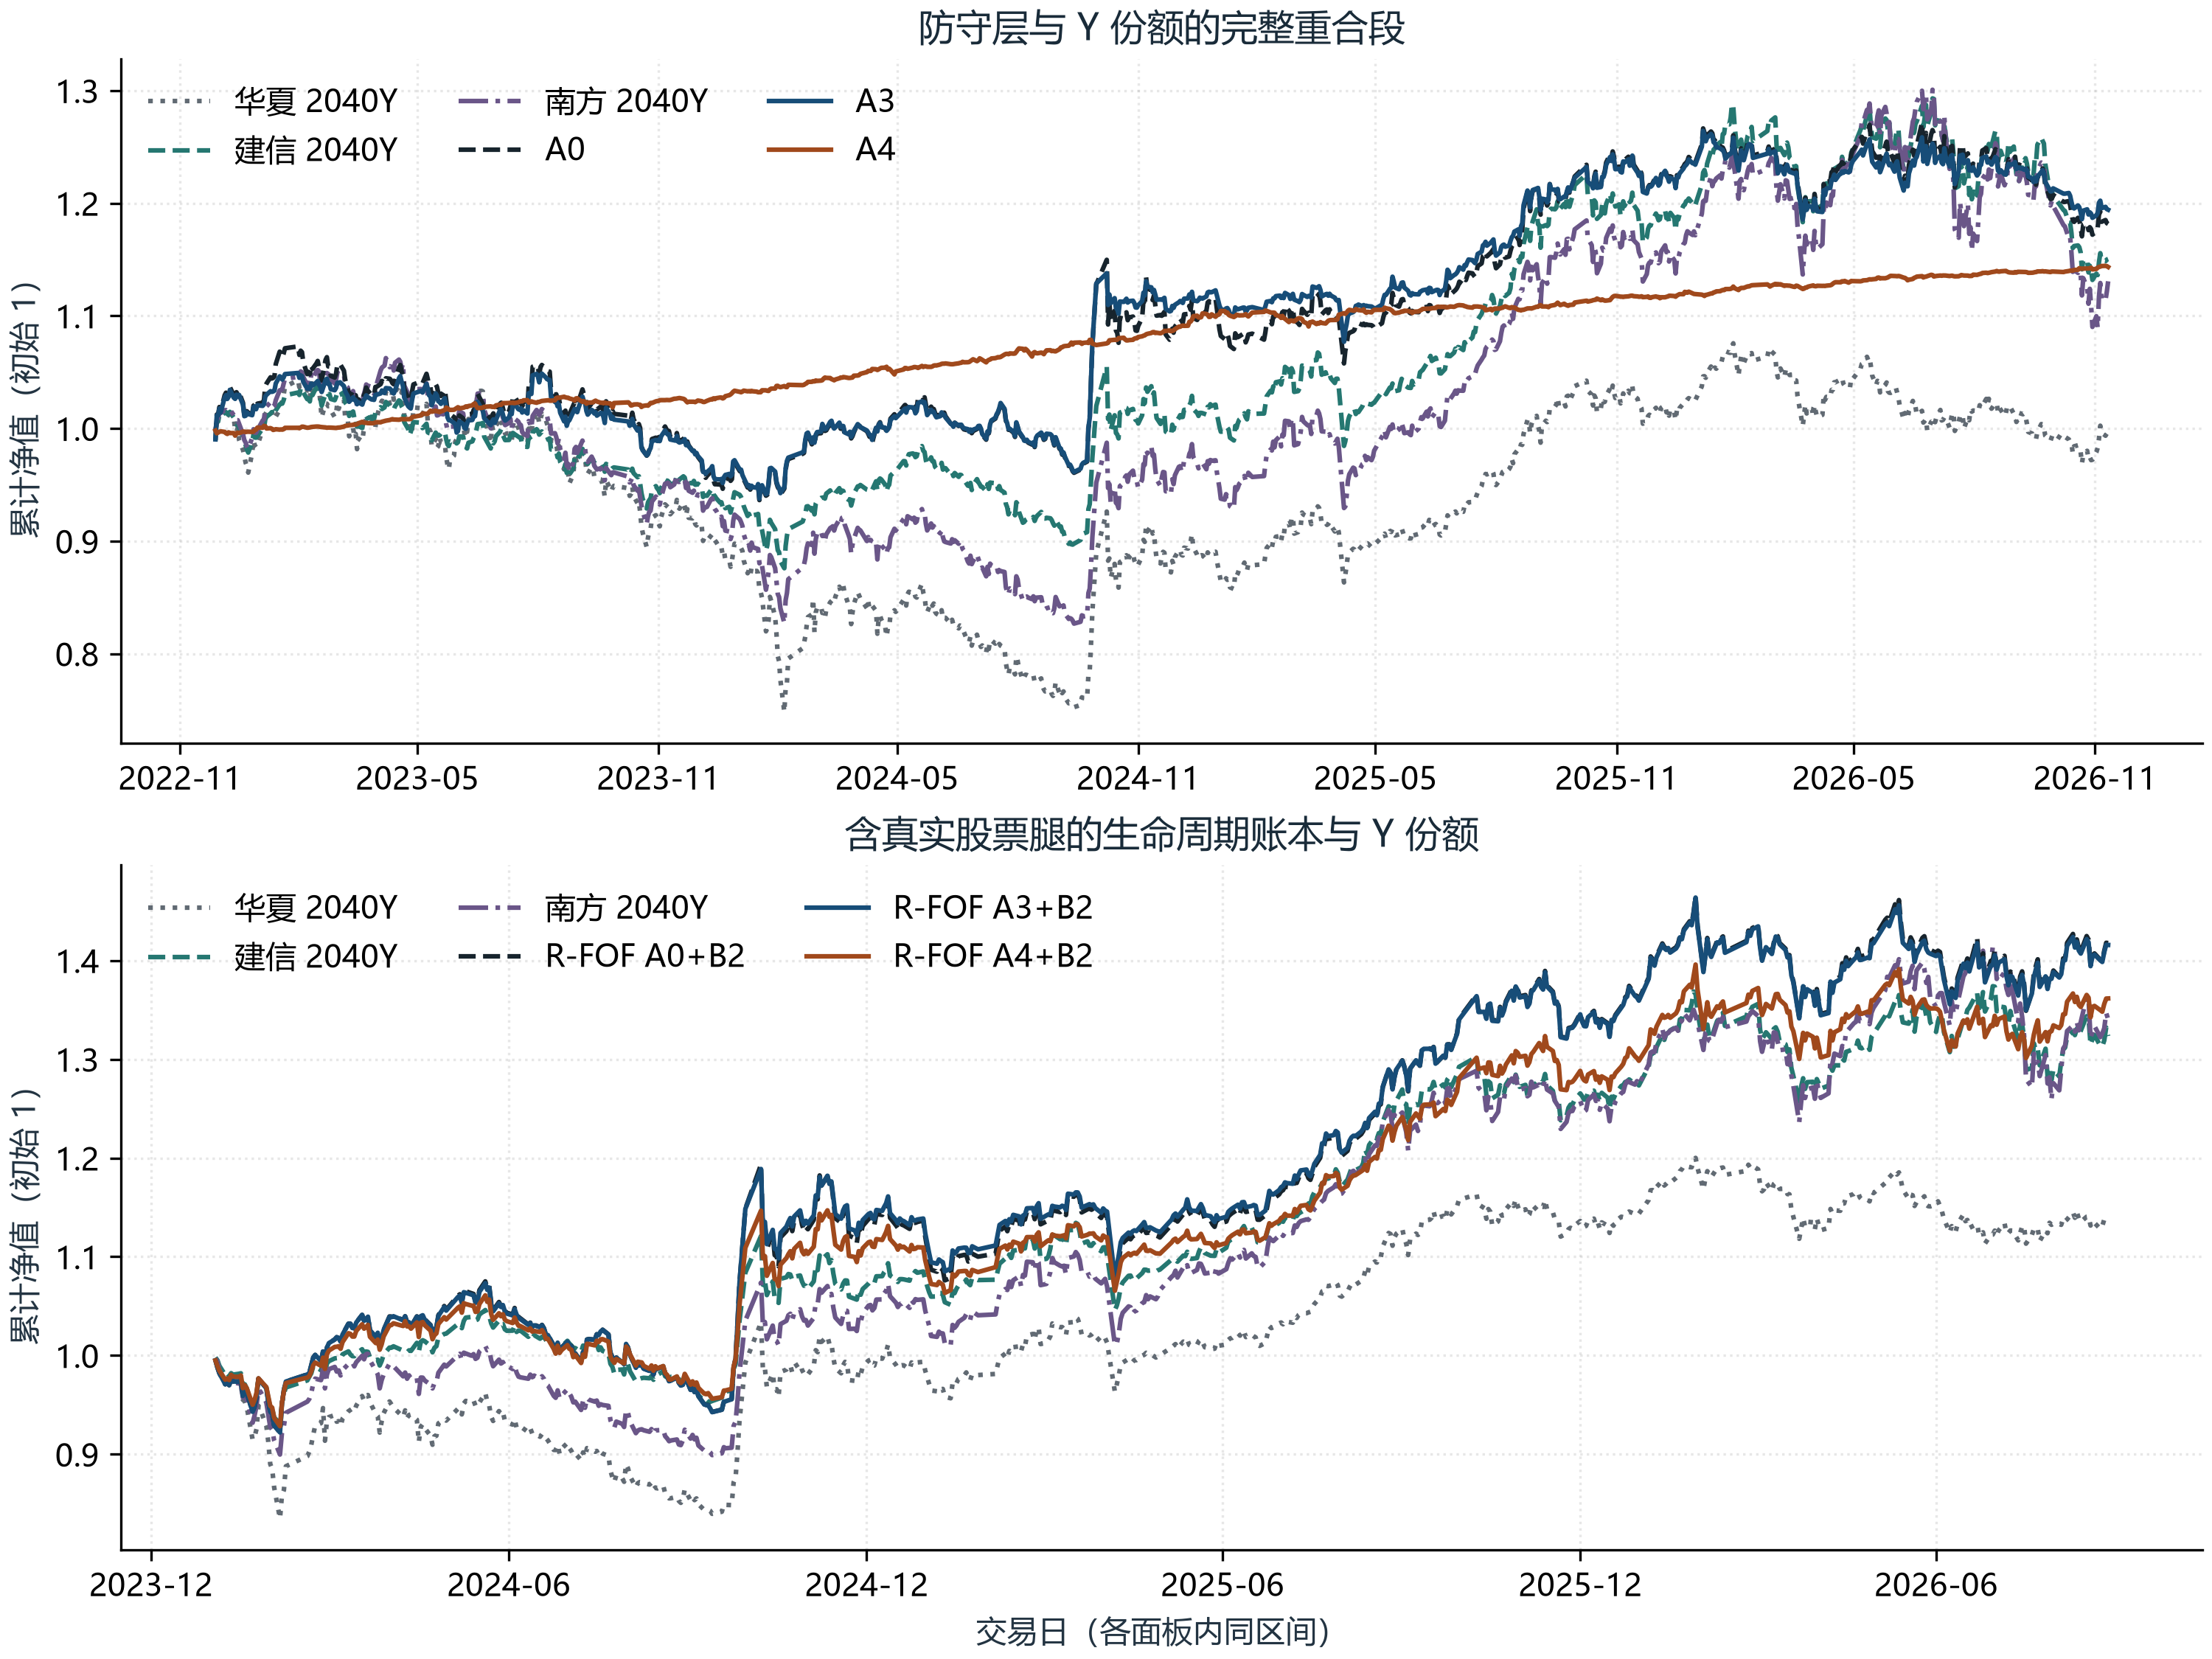 防守层与 Y 份额的完整重合段
华夏 2040Y
南方 2040Y
A3
建信 2040Y
A0
A4
累计净值（初始 1）
1.3
1.2
1.1
1.0
0.9
0.8
2022-11
2023-05
2023-11
2024-05
2024-11
2025-05
2025-11
2026-05
2026-11
含真实股票腿的生命周期账本与 Y 份额
华夏 2040Y
南方 2040Y
R-FOF A3+B2
建信 2040Y
R-FOF A0+B2
R-FOF A4+B2
累计净值（初始 1）
1.4
1.3
1.2
1.1
1.0
0.9
2023-12
2024-06
2024-12
2025-06
2025-12
2026-06
交易日（各面板内同区间）